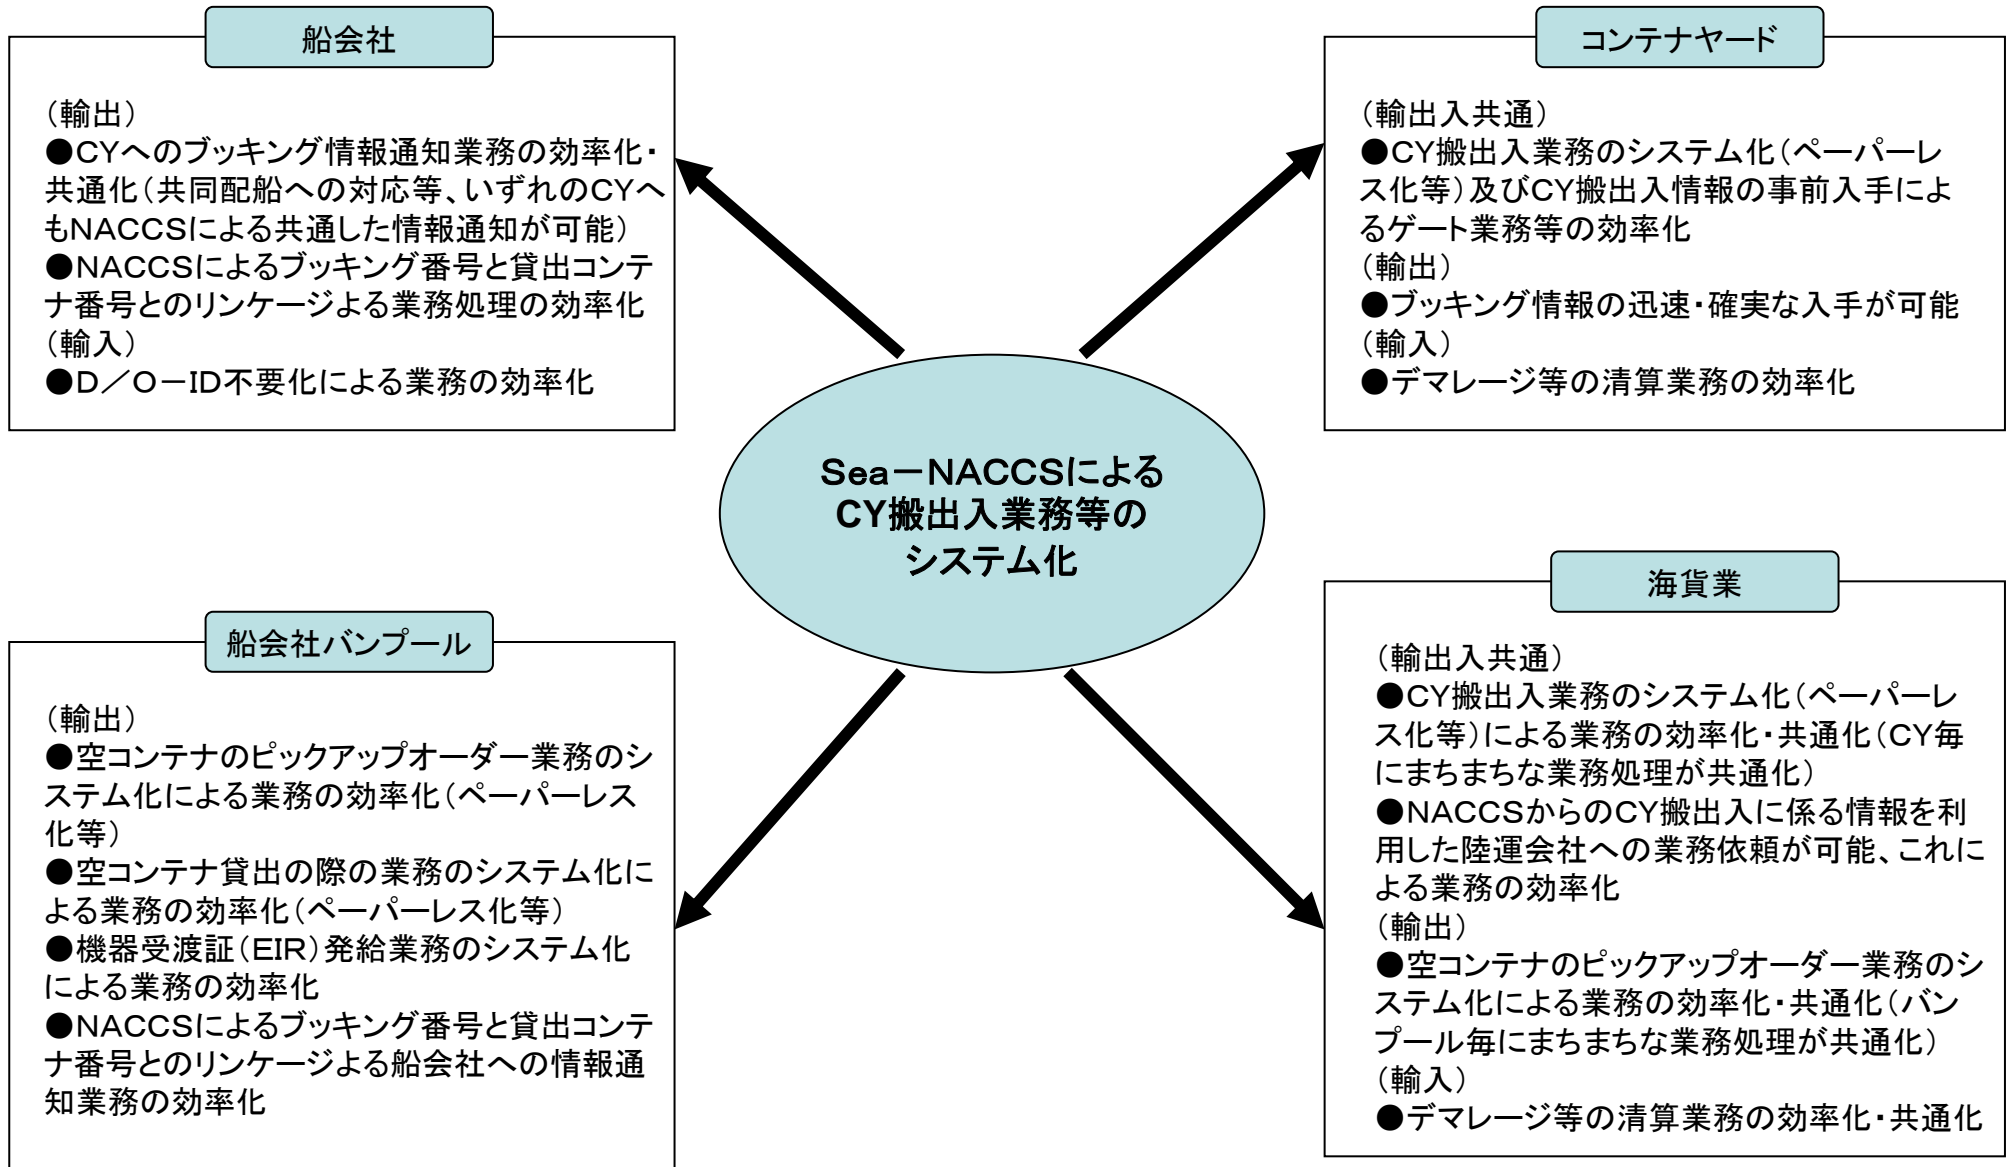 船会社
(輸出)
●CYへのブッキング情報通知業務の効率化・
共通化(共同配船への対応等、いずれのCYへ
もNACCSによる共通した情報通知が可能)
●NACCSによるブッキング番号と貸出コンテ
ナ番号とのリンケージよる業務処理の効率化
(輸入)
●D/O-ID不要化による業務の効率化
コンテナヤード
(輸出入共通)
●CY搬出入業務のシステム化(ペーパーレ
ス化等)及びCY搬出入情報の事前入手によ
るゲート業務等の効率化
(輸出)
●ブッキング情報の迅速・確実な入手が可能
(輸入)
●デマレージ等の清算業務の効率化
Sea-NACCSによる
CY搬出入業務等の
システム化
船会社バンプール
(輸出)
●空コンテナのピックアップオーダー業務のシ
ステム化による業務の効率化(ペーパーレス
化等)
●空コンテナ貸出の際の業務のシステム化に
よる業務の効率化(ペーパーレス化等)
●機器受渡証(EIR)発給業務のシステム化
による業務の効率化
●NACCSによるブッキング番号と貸出コンテ
ナ番号とのリンケージよる船会社への情報通
知業務の効率化
海貨業
(輸出入共通)
●CY搬出入業務のシステム化(ペーパーレ
ス化等)による業務の効率化・共通化(CY毎
にまちまちな業務処理が共通化)
●NACCSからのCY搬出入に係る情報を利
用した陸運会社への業務依頼が可能、これに
よる業務の効率化
(輸出)
●空コンテナのピックアップオーダー業務のシ
ステム化による業務の効率化・共通化(バン
プール毎にまちまちな業務処理が共通化)
(輸入)
●デマレージ等の清算業務の効率化・共通化